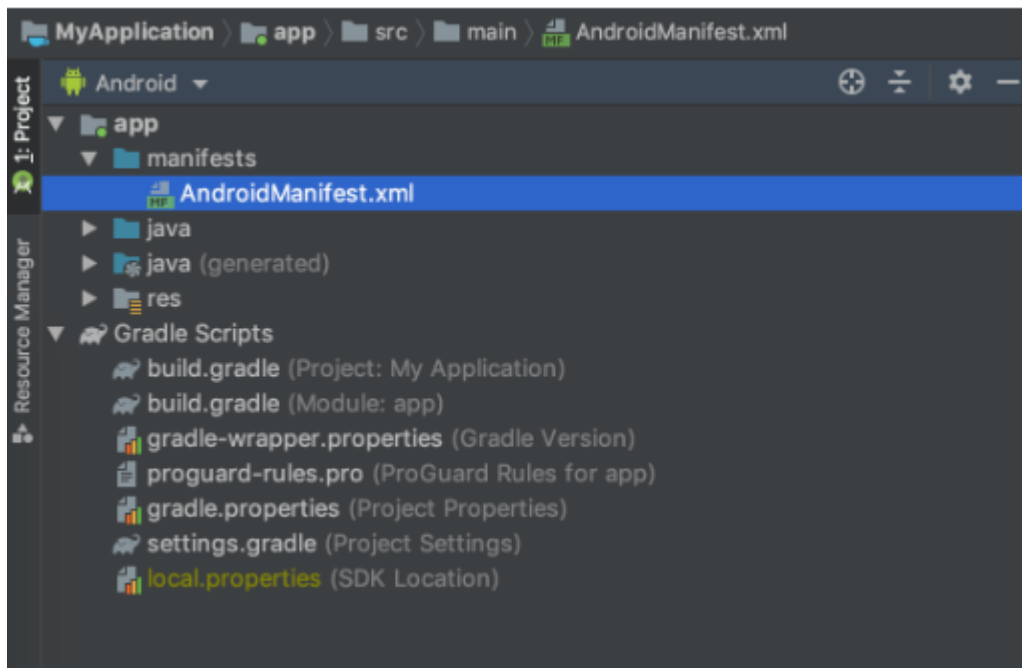 MyApplication app src main AndroidManifest.xml
Android
1: Project
Resource Manager
app
manifests
MF AndroidManifest.xml
java
java (generated)
res
Gradle Scripts
build.gradle (Project: My Application)
build.gradle (Module: app)
gradle-wrapper.properties (Gradle Version)
proguard-rules.pro (ProGuard Rules for app)
gradle.properties (Project Properties)
settings.gradle (Project Settings)
local.properties (SDK Location)